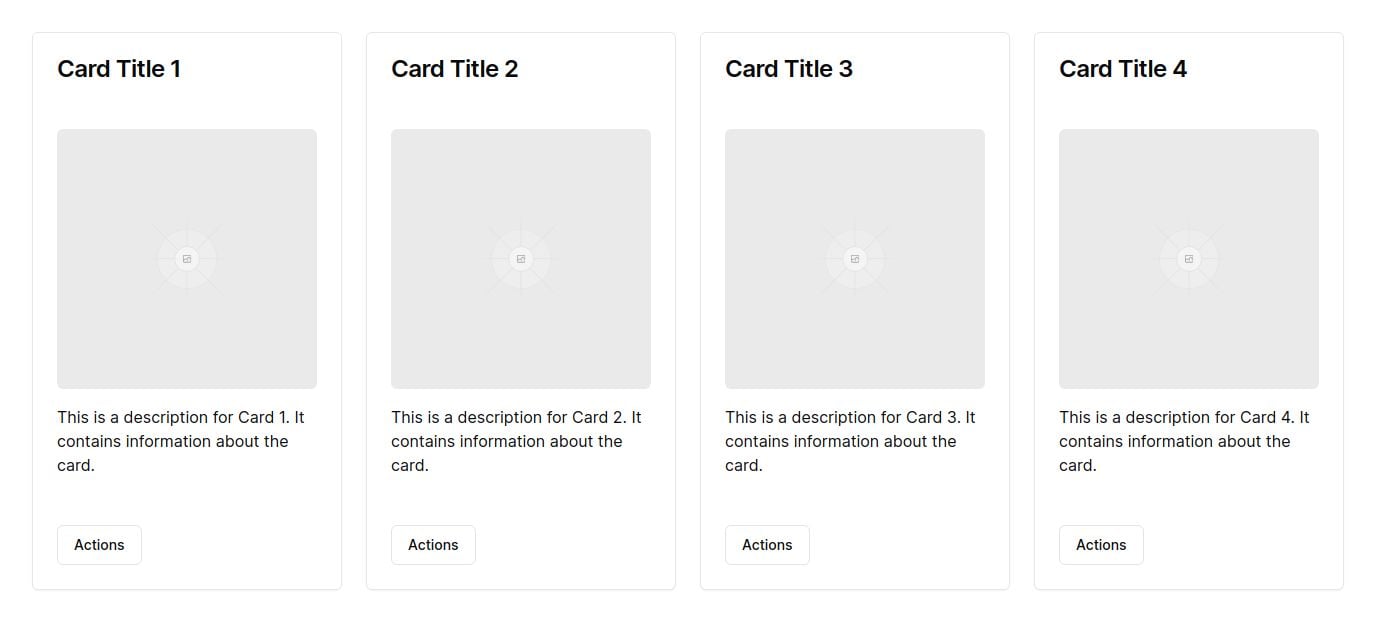 Card Title 1
This is a description for Card 1. It
contains information about the
card.
Actions
Card Title 2
This is a description for Card 2. It
contains information about the
card.
Actions
Card Title 3
This is a description for Card 3. It
contains information about the
card.
Actions
Card Title 4
This is a description for Card 4. It
contains information about the
card.
Actions